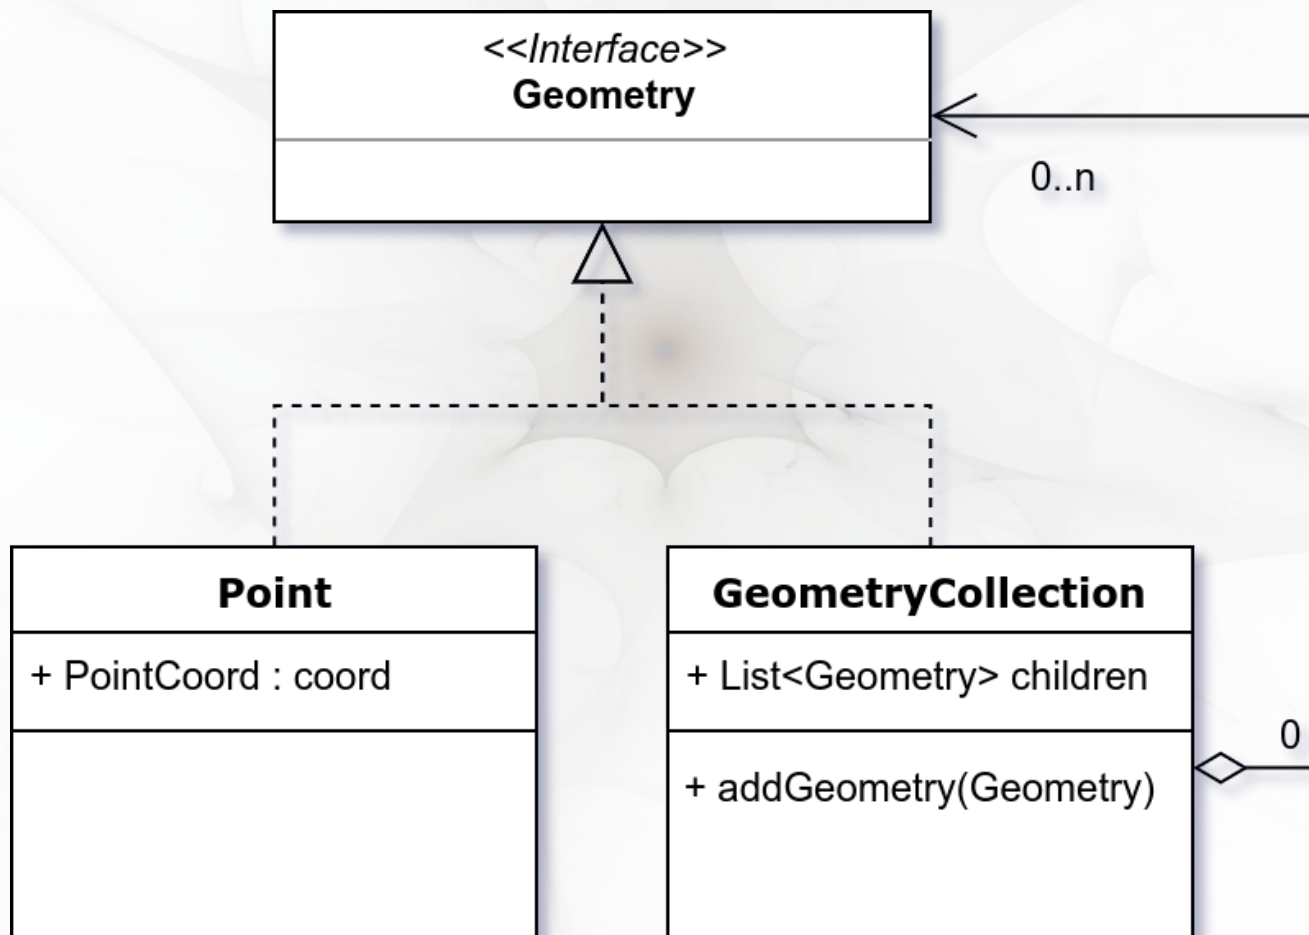 <<Interface>>
Geometry
0..n
Point
+ PointCoord : coord
GeometryCollection
+ List<Geometry> children
+ addGeometry(Geometry)
0